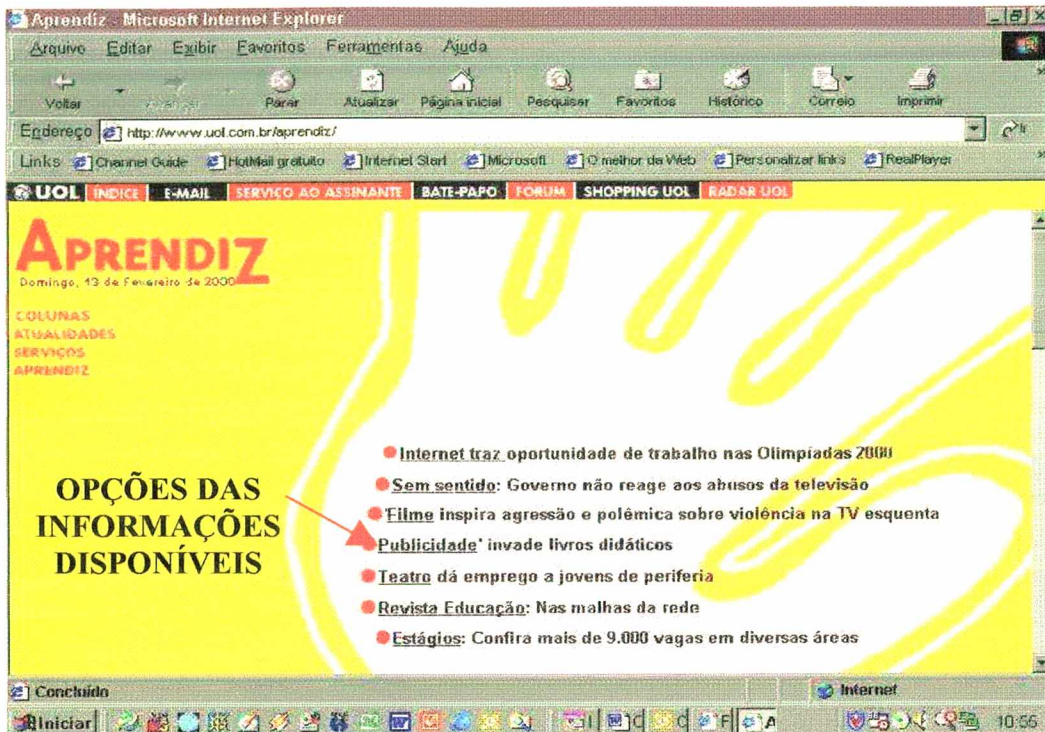 Aprendiz - Microsoft Internet Explorer
Arquivo Editar Exibir Favoritos Ferramentas Ajuda
Voltar Parar Atualizar Página inicial Pesquisar Favoritos Histórico Correio Imprimir
Endereço http://www.uol.com.br/aprendiz/
Links Channel Guide HotMail gratuito Internet Start Microsoft O melhor da Web Personalizar links RealPlayer
UOL ÍNDICE E-MAIL SERVIÇO AO ASSINANTE BATE-PAPO FORUM SHOPPING UOL RADAR UOL
APRENDIZ
Domingo, 13 de Fevereiro de 2000
COLUNAS
ATUALIDADES
SERVIÇOS
APRENDIZ
OPÇÕES DAS
INFORMAÇÕES
DISPONÍVEIS
Internet traz oportunidade de trabalho nas Olimpíadas 2000
Sem sentido: Governo não reage aos abusos da televisão
'Filme inspira agressão e polêmica sobre violência na TV esquenta
Publicidade' invade livros didáticos
Teatro dá emprego a jovens de periferia
Revista Educação: Nas malhas da rede
Estágios: Confira mais de 9.000 vagas em diversas áreas
Concluído Internet
Iniciar 10:55